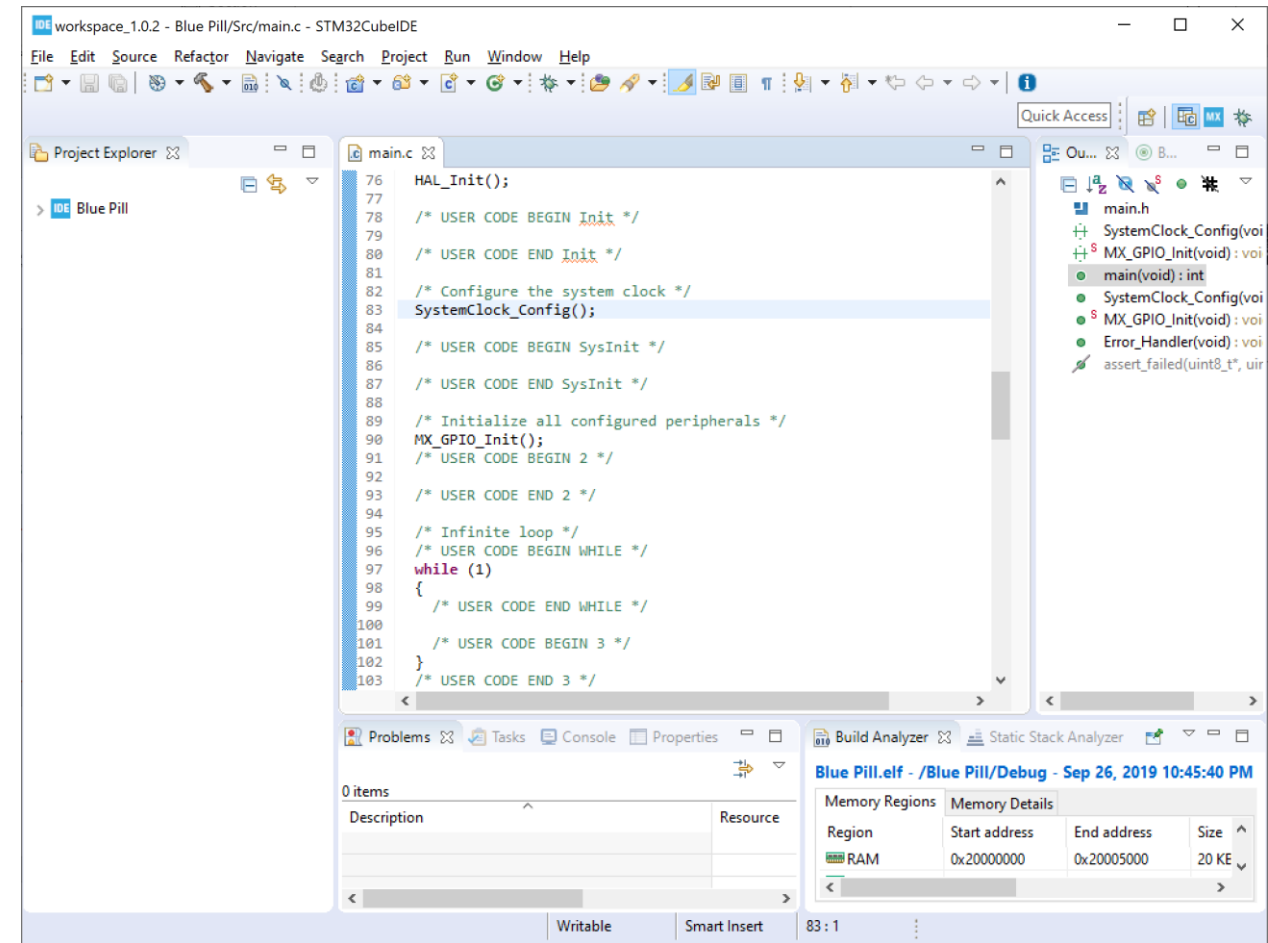 IDE workspace_1.0.2 - Blue Pill/Src/main.c - STM32CubeIDE
File Edit Source Refactor Navigate Search Project Run Window Help
Quick Access
MX
Project Explorer
IDE Blue Pill
main.c
76 HAL_Init();
77
78 /* USER CODE BEGIN Init */
79
80 /* USER CODE END Init */
81
82 /* Configure the system clock */
83 SystemClock_Config();
84
85 /* USER CODE BEGIN SysInit */
86
87 /* USER CODE END SysInit */
88
89 /* Initialize all configured peripherals */
90 MX_GPIO_Init();
91 /* USER CODE BEGIN 2 */
92
93 /* USER CODE END 2 */
94
95 /* Infinite loop */
96 /* USER CODE BEGIN WHILE */
97 while (1)
98 {
99 /* USER CODE END WHILE */
100
101 /* USER CODE BEGIN 3 */
102 }
103 /* USER CODE END 3 */
Ou... B...
main.h
SystemClock_Config(voi
S MX_GPIO_Init(void) : voi
main(void) : int
SystemClock_Config(voi
S MX_GPIO_Init(void) : voi
Error_Handler(void) : voi
assert_failed(uint8_t*, uir
Problems Tasks Console Properties
0 items
Description Resource
Build Analyzer Static Stack Analyzer
Blue Pill.elf - /Blue Pill/Debug - Sep 26, 2019 10:45:40 PM
Memory Regions Memory Details
Region Start address End address Size
RAM 0x20000000 0x20005000 20 KE
Writable Smart Insert 83 : 1